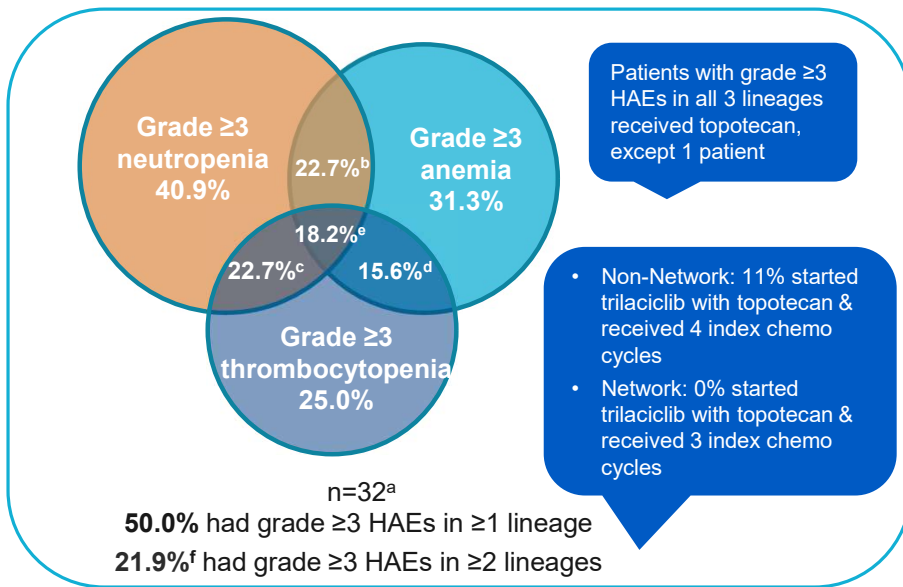 Grade ≥3
neutropenia
40.9%
22.7%ᵇ
Grade ≥3
anemia
31.3%
18.2%ᵉ
22.7%ᶜ
15.6%ᵈ
Grade ≥3
thrombocytopenia
25.0%
n=32ᵃ
50.0% had grade ≥3 HAEs in ≥1 lineage
21.9%ᶠ had grade ≥3 HAEs in ≥2 lineages
Patients with grade ≥3
HAEs in all 3 lineages
received topotecan,
except 1 patient
• Non-Network: 11% started
trilaciclib with topotecan &
received 4 index chemo
cycles
• Network: 0% started
trilaciclib with topotecan &
received 3 index chemo
cycles